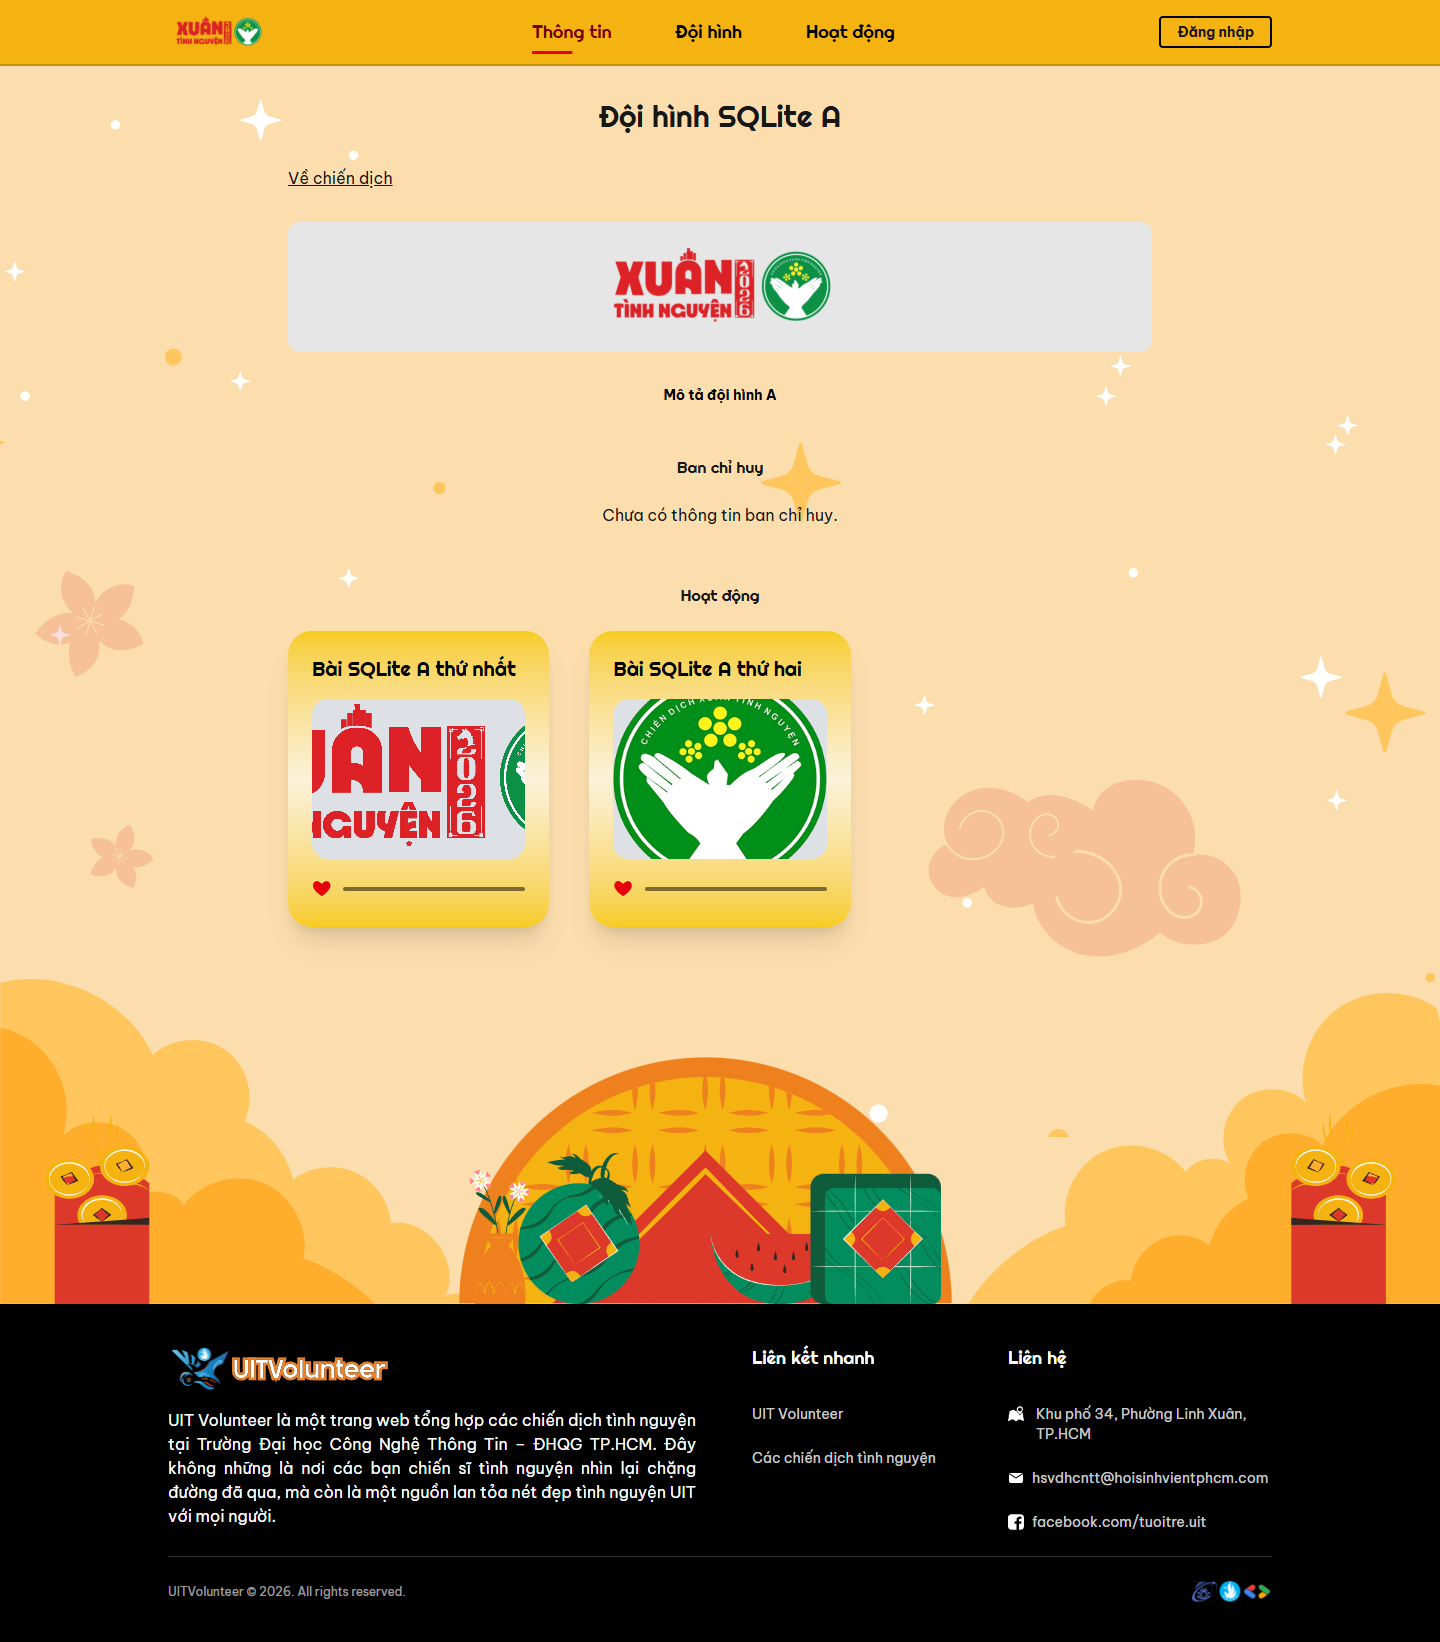 XUÂN 2026
TÌNH NGUYỆN
Thông tin
Đội hình
Hoạt động
Đăng nhập
Đội hình SQLite A
Về chiến dịch
XUÂN 2026
TÌNH NGUYỆN
Mô tả đội hình A
Ban chỉ huy
Chưa có thông tin ban chỉ huy.
Hoạt động
Bài SQLite A thứ nhất
Bài SQLite A thứ hai
UÂN 2026
NGUYỆN
CHIẾN DỊCH XUÂN TÌNH NGUYỆN
UITVolunteer
UIT Volunteer là một trang web tổng hợp các chiến dịch tình nguyện
tại Trường Đại học Công Nghệ Thông Tin – ĐHQG TP.HCM. Đây
không những là nơi các bạn chiến sĩ tình nguyện nhìn lại chặng
đường đã qua, mà còn là một nguồn lan tỏa nét đẹp tình nguyện UIT
với mọi người.
Liên kết nhanh
UIT Volunteer
Các chiến dịch tình nguyện
Liên hệ
Khu phố 34, Phường Linh Xuân,
TP.HCM
hsvdhcntt@hoisinhvientphcm.com
facebook.com/tuoitre.uit
UITVolunteer © 2026. All rights reserved.